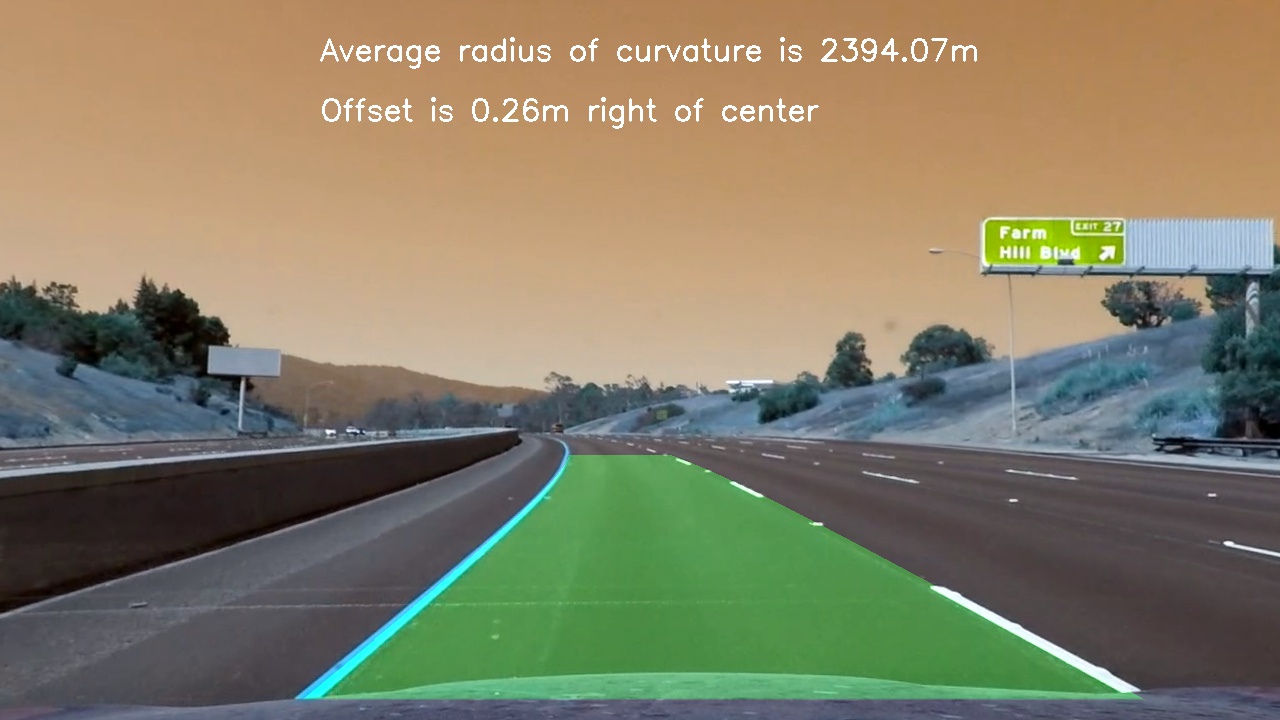 Average radius of curvature is 2394.07m
Offset is 0.26m right of center
EXIT 27
Farm
Hill Blvd